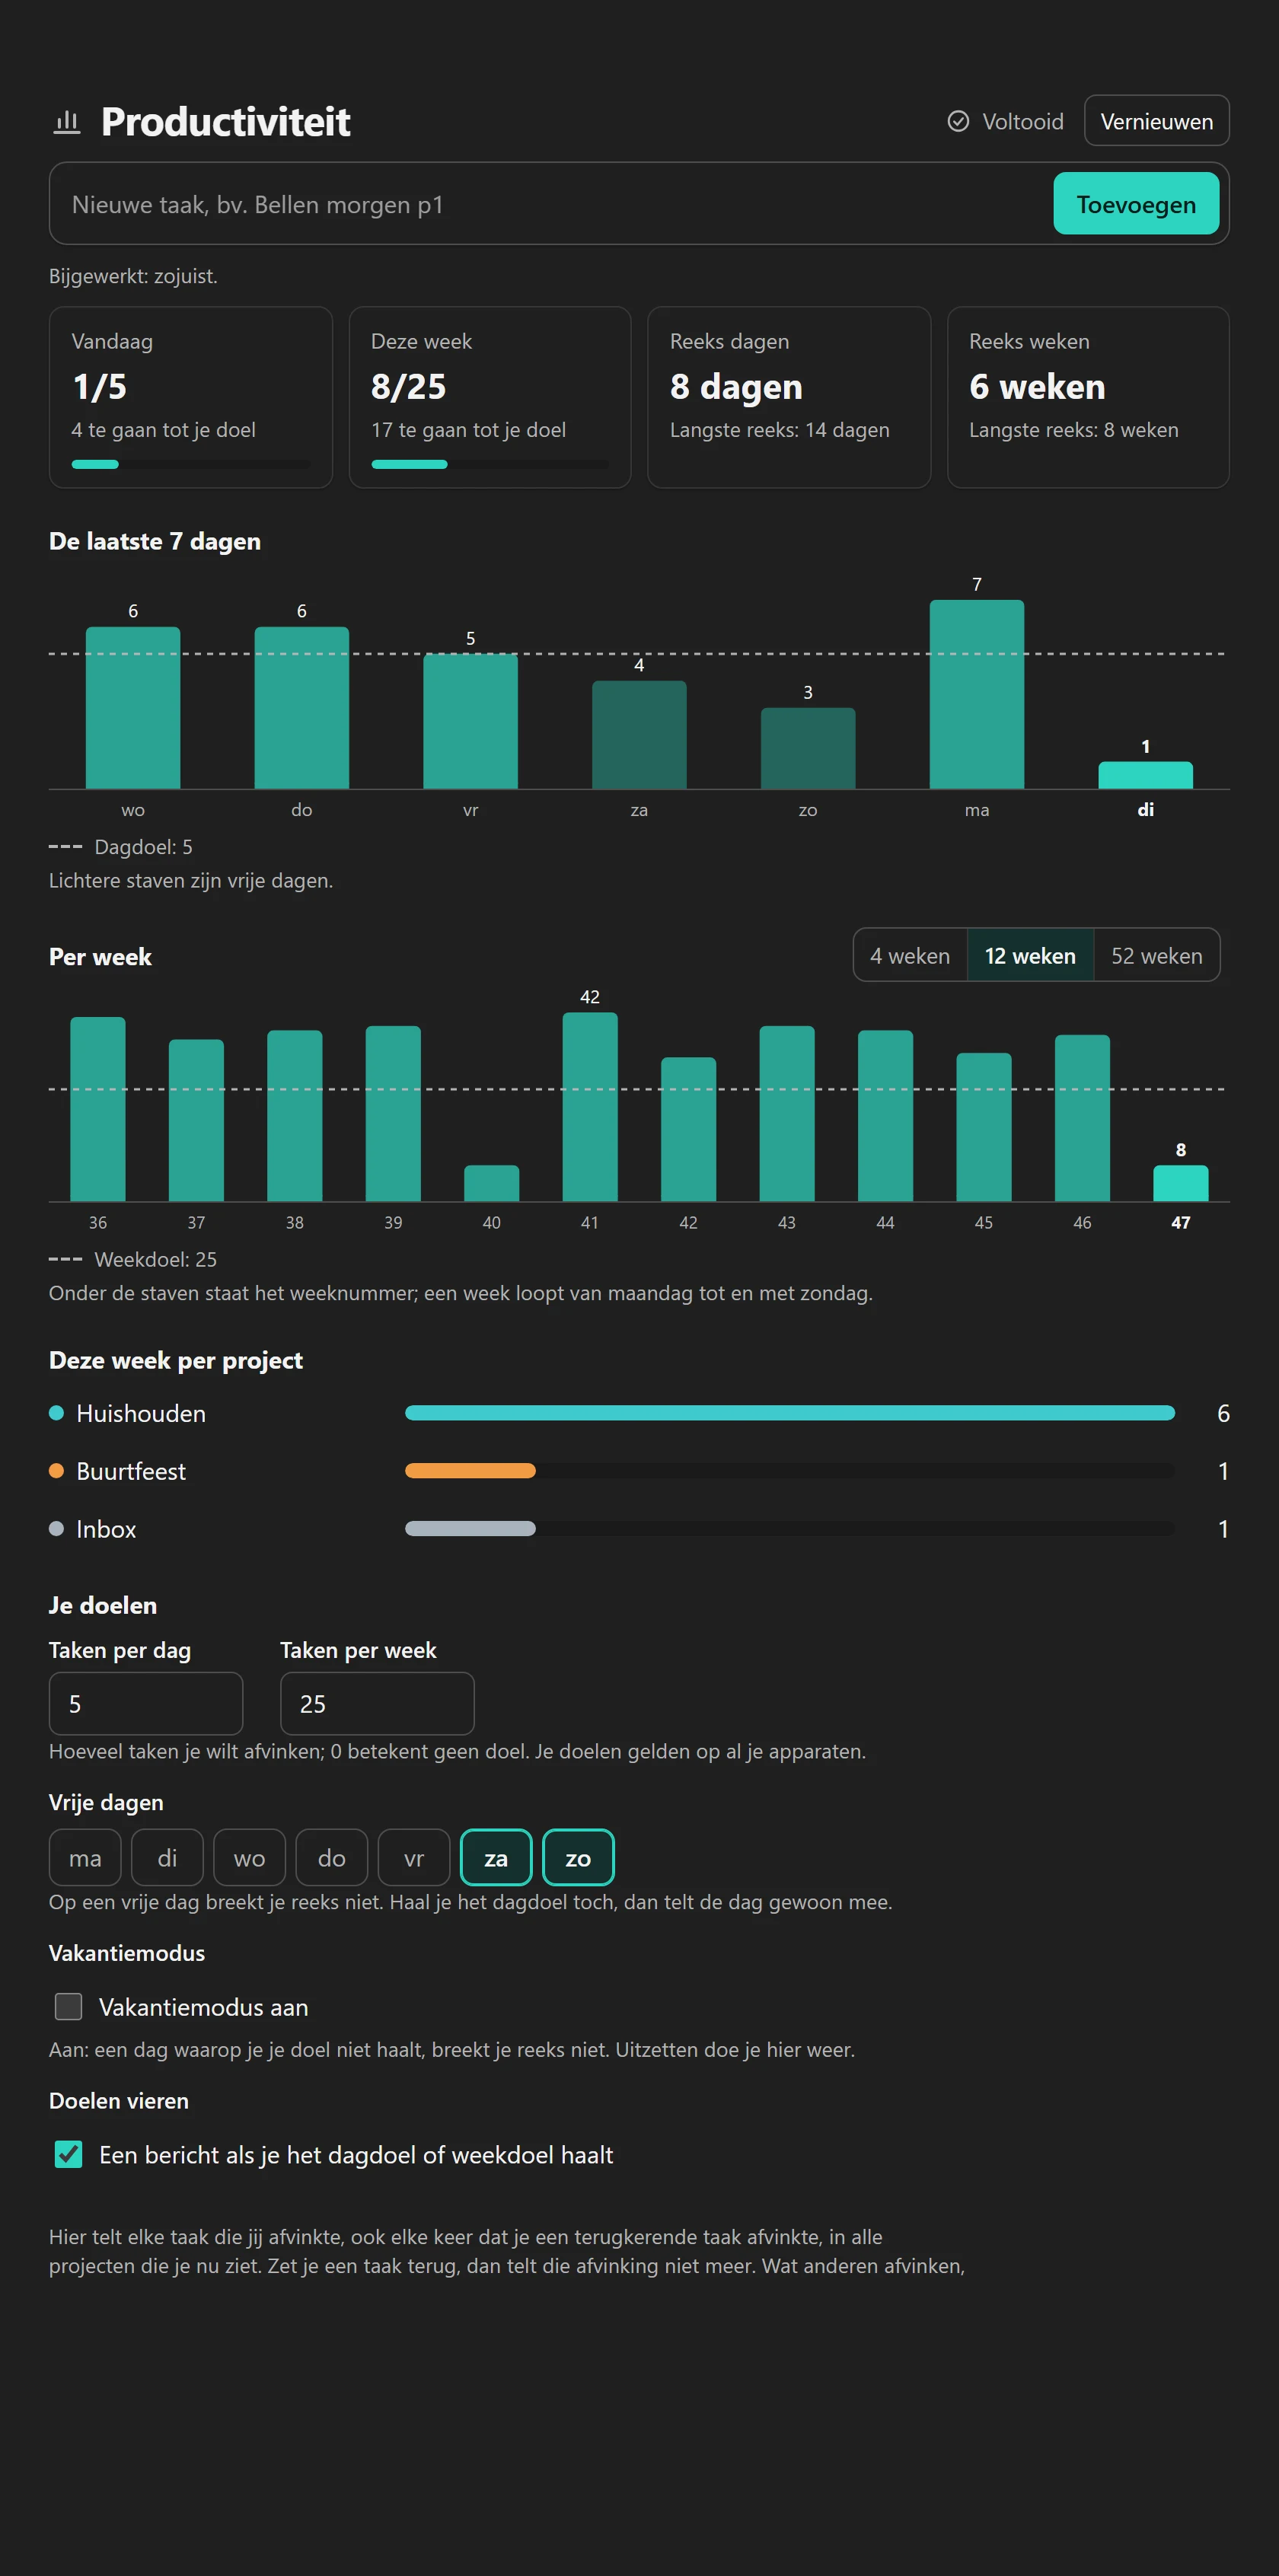 Productiviteit
Voltooid
Vernieuwen
Nieuwe taak, bv. Bellen morgen p1
Toevoegen
Bijgewerkt: zojuist.
Vandaag
1/5
4 te gaan tot je doel
Deze week
8/25
17 te gaan tot je doel
Reeks dagen
8 dagen
Langste reeks: 14 dagen
Reeks weken
6 weken
Langste reeks: 8 weken
De laatste 7 dagen
6
6
5
4
3
7
1
wo
do
vr
za
zo
ma
di
Dagdoel: 5
Lichtere staven zijn vrije dagen.
Per week
4 weken
12 weken
52 weken
42
8
36
37
38
39
40
41
42
43
44
45
46
47
Weekdoel: 25
Onder de staven staat het weeknummer; een week loopt van maandag tot en met zondag.
Deze week per project
Huishouden
6
Buurtfeest
1
Inbox
1
Je doelen
Taken per dag
Taken per week
5
25
Hoeveel taken je wilt afvinken; 0 betekent geen doel. Je doelen gelden op al je apparaten.
Vrije dagen
ma
di
wo
do
vr
za
zo
Op een vrije dag breekt je reeks niet. Haal je het dagdoel toch, dan telt de dag gewoon mee.
Vakantiemodus
Vakantiemodus aan
Aan: een dag waarop je je doel niet haalt, breekt je reeks niet. Uitzetten doe je hier weer.
Doelen vieren
Een bericht als je het dagdoel of weekdoel haalt
Hier telt elke taak die jij afvinkte, ook elke keer dat je een terugkerende taak afvinkte, in alle
projecten die je nu ziet. Zet je een taak terug, dan telt die afvinking niet meer. Wat anderen afvinken,